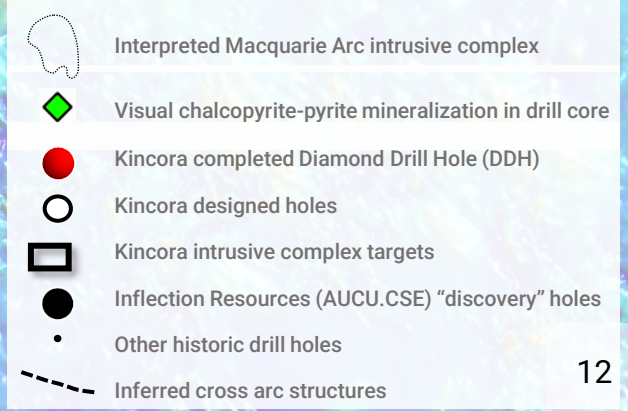 Interpreted Macquarie Arc intrusive complex
Visual chalcopyrite-pyrite mineralization in drill core
Kincora completed Diamond Drill Hole (DDH)
Kincora designed holes
Kincora intrusive complex targets
Inflection Resources (AUCU.CSE) “discovery” holes
Other historic drill holes
Inferred cross arc structures
12